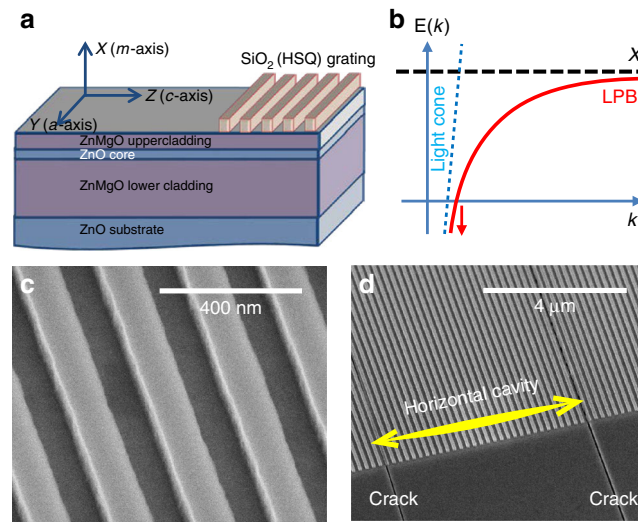 a
X (m-axis)
SiO₂ (HSQ) grating
Z (c-axis)
Y (a-axis)
ZnMgO uppercladding
ZnO core
ZnMgO lower cladding
ZnO substrate
b
E(k)
X
LPB
Light cone
k
c
400 nm
d
4 μm
Horizontal cavity
Crack
Crack